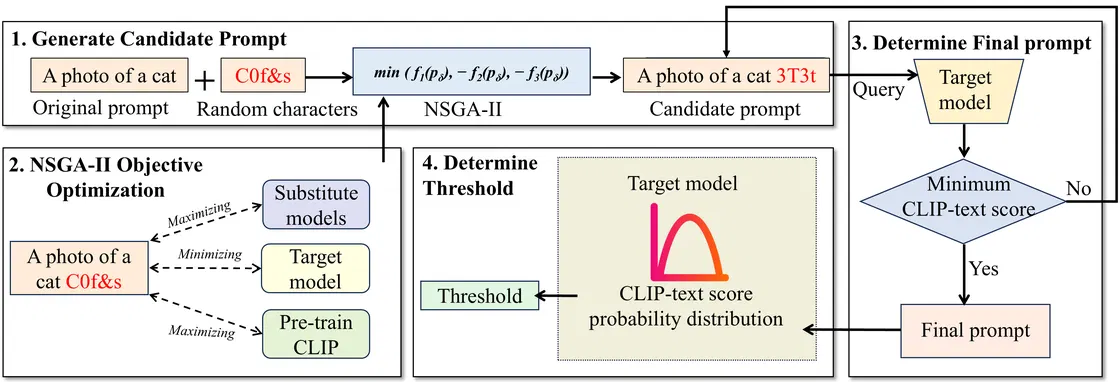 1. Generate Candidate Prompt
A photo of a cat
+
C0f&s
min ( f1(pδ), − f2(pδ), − f3(pδ))
A photo of a cat 3T3t
Original prompt
Random characters
NSGA-II
Candidate prompt
2. NSGA-II Objective
Optimization
A photo of a
cat C0f&s
Maximizing
Minimizing
Maximizing
Substitute
models
Target
model
Pre-train
CLIP
4. Determine
Threshold
Target model
CLIP-text score
probability distribution
Threshold
3. Determine Final prompt
Query
Target
model
Minimum
CLIP-text score
No
Yes
Final prompt